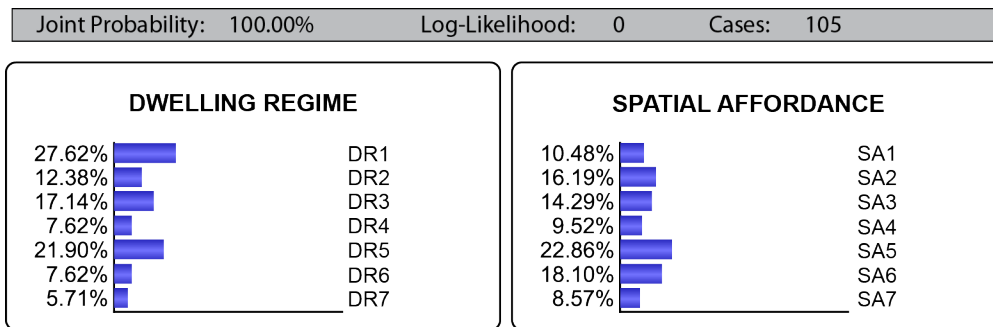 Joint Probability: 100.00% Log-Likelihood: 0 Cases: 105
DWELLING REGIME
27.62% DR1
12.38% DR2
17.14% DR3
7.62% DR4
21.90% DR5
7.62% DR6
5.71% DR7
SPATIAL AFFORDANCE
10.48% SA1
16.19% SA2
14.29% SA3
9.52% SA4
22.86% SA5
18.10% SA6
8.57% SA7